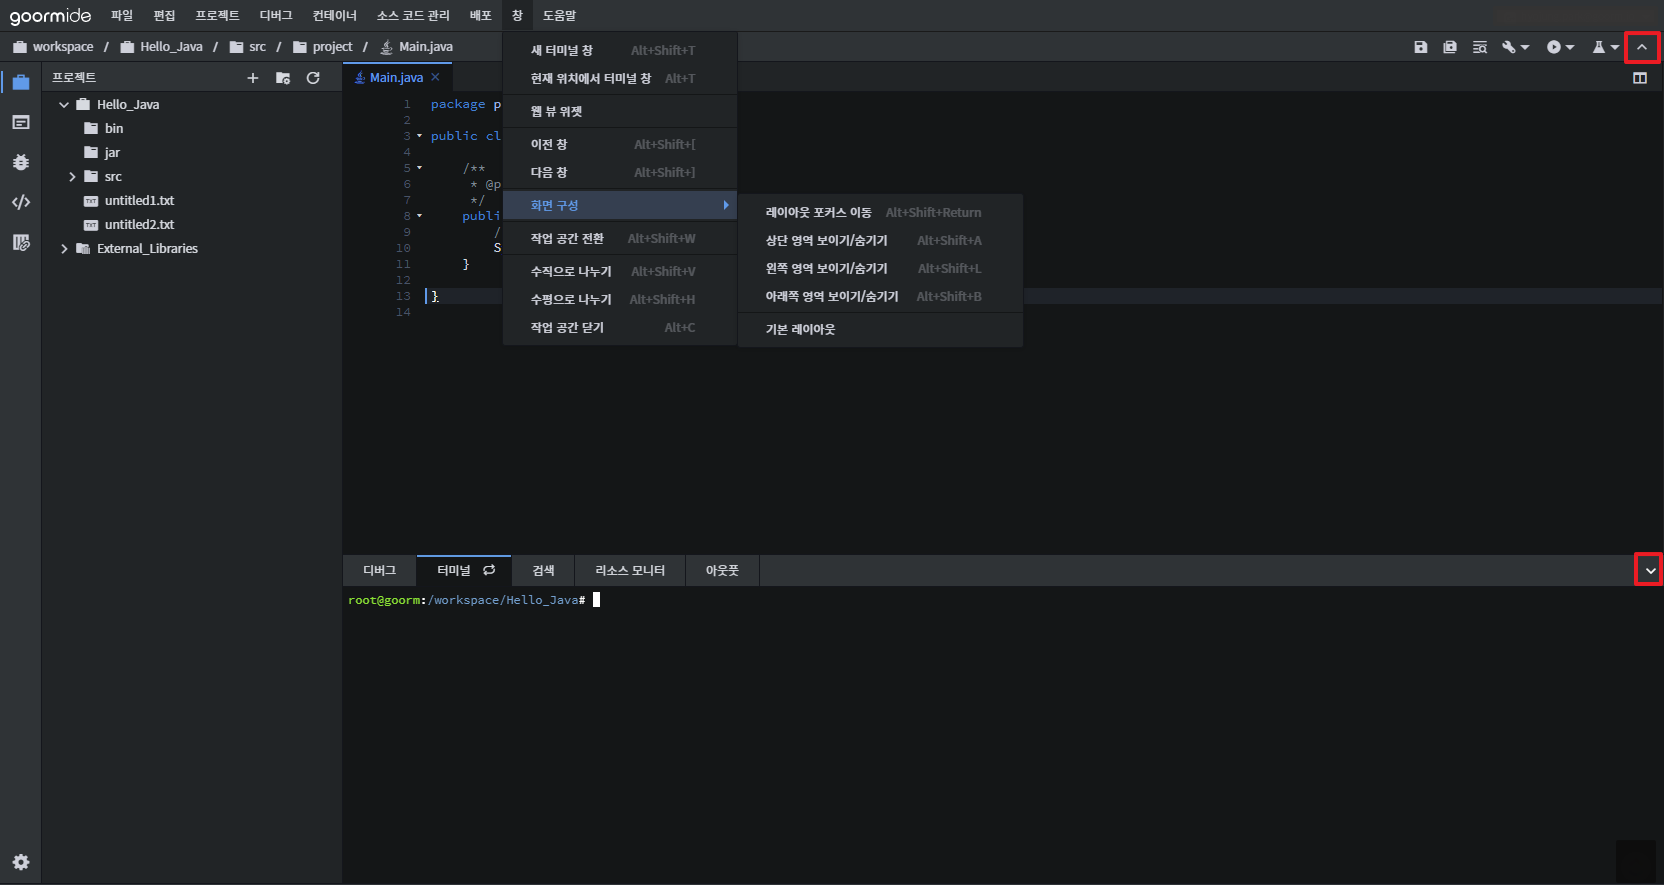 goormide 파일 편집 프로젝트 디버그 컨테이너 소스 코드 관리 배포 창 도움말
workspace / Hello_Java / src / project / Main.java
프로젝트
Hello_Java
bin
jar
src
TXT untitled1.txt
TXT untitled2.txt
External_Libraries
Main.java ×
1 package p
2
3 public cl
4
5 /**
6 * @p
7 */
8 publi
9 /
10 S
11 }
12
13 }
14
새 터미널 창 Alt+Shift+T
현재 위치에서 터미널 창 Alt+T
웹 뷰 위젯
이전 창 Alt+Shift+[
다음 창 Alt+Shift+]
화면 구성
작업 공간 전환 Alt+Shift+W
수직으로 나누기 Alt+Shift+V
수평으로 나누기 Alt+Shift+H
작업 공간 닫기 Alt+C
레이아웃 포커스 이동 Alt+Shift+Return
상단 영역 보이기/숨기기 Alt+Shift+A
왼쪽 영역 보이기/숨기기 Alt+Shift+L
아래쪽 영역 보이기/숨기기 Alt+Shift+B
기본 레이아웃
디버그 터미널 검색 리소스 모니터 아웃풋
root@goorm:/workspace/Hello_Java#